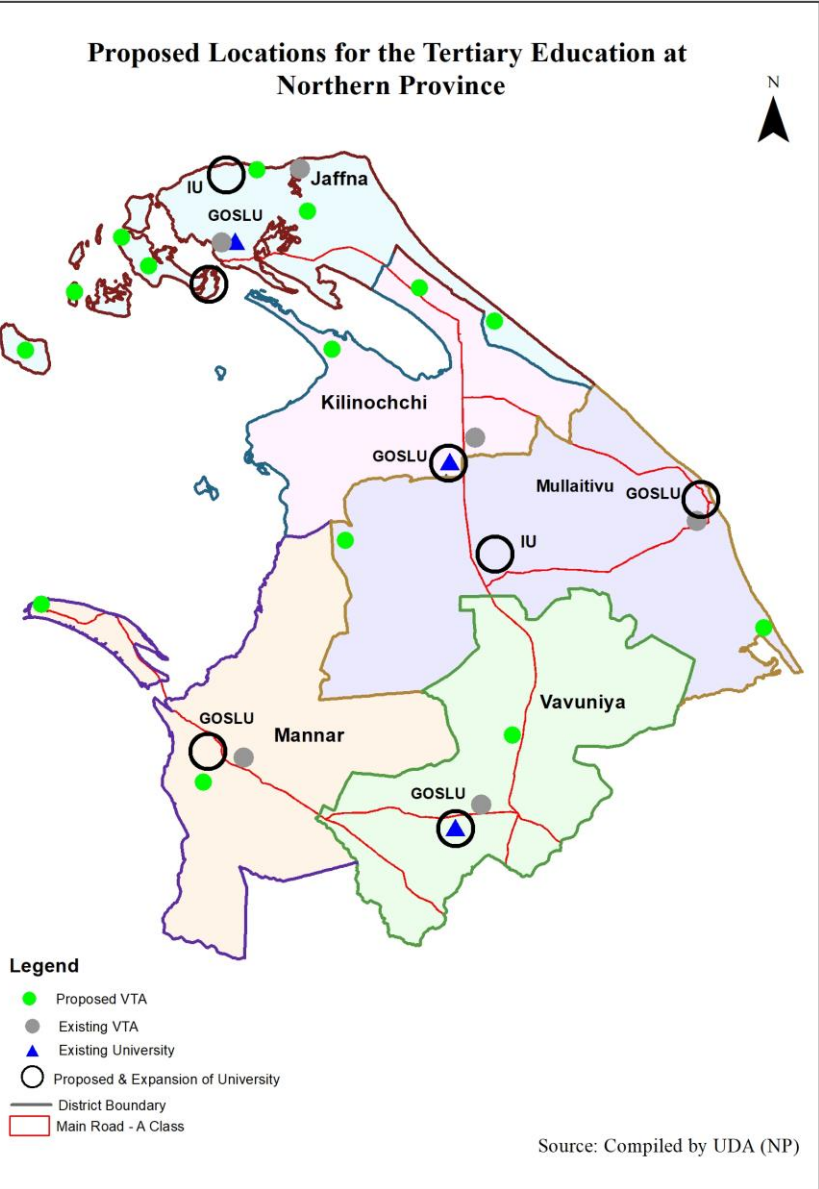 Proposed Locations for the Tertiary Education at
Northern Province
N
IU
Jaffna
GOSLU
Kilinochchi
GOSLU
Mullaitivu
GOSLU
IU
Vavuniya
GOSLU
Mannar
GOSLU
Legend
Proposed VTA
Existing VTA
Existing University
Proposed & Expansion of University
District Boundary
Main Road - A Class
Source: Compiled by UDA (NP)